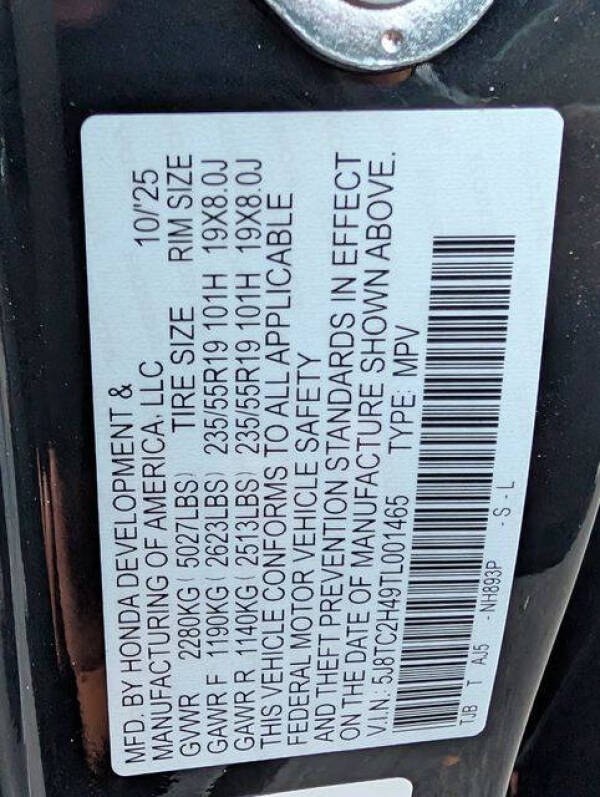 MFD. BY HONDA DEVELOPMENT &
MANUFACTURING OF AMERICA, LLC 10/'25
GVWR 2280KG ( 5027LBS) TIRE SIZE RIM SIZE
GAWR F 1190KG ( 2623LBS) 235/55R19 101H 19X8.0J
GAWR R 1140KG ( 2513LBS) 235/55R19 101H 19X8.0J
THIS VEHICLE CONFORMS TO ALL APPLICABLE
FEDERAL MOTOR VEHICLE SAFETY
AND THEFT PREVENTION STANDARDS IN EFFECT
ON THE DATE OF MANUFACTURE SHOWN ABOVE.
V.I.N.: 5J8TC2H49TL001465 TYPE: MPV
TJB T AJ5 - NH893P - S - L